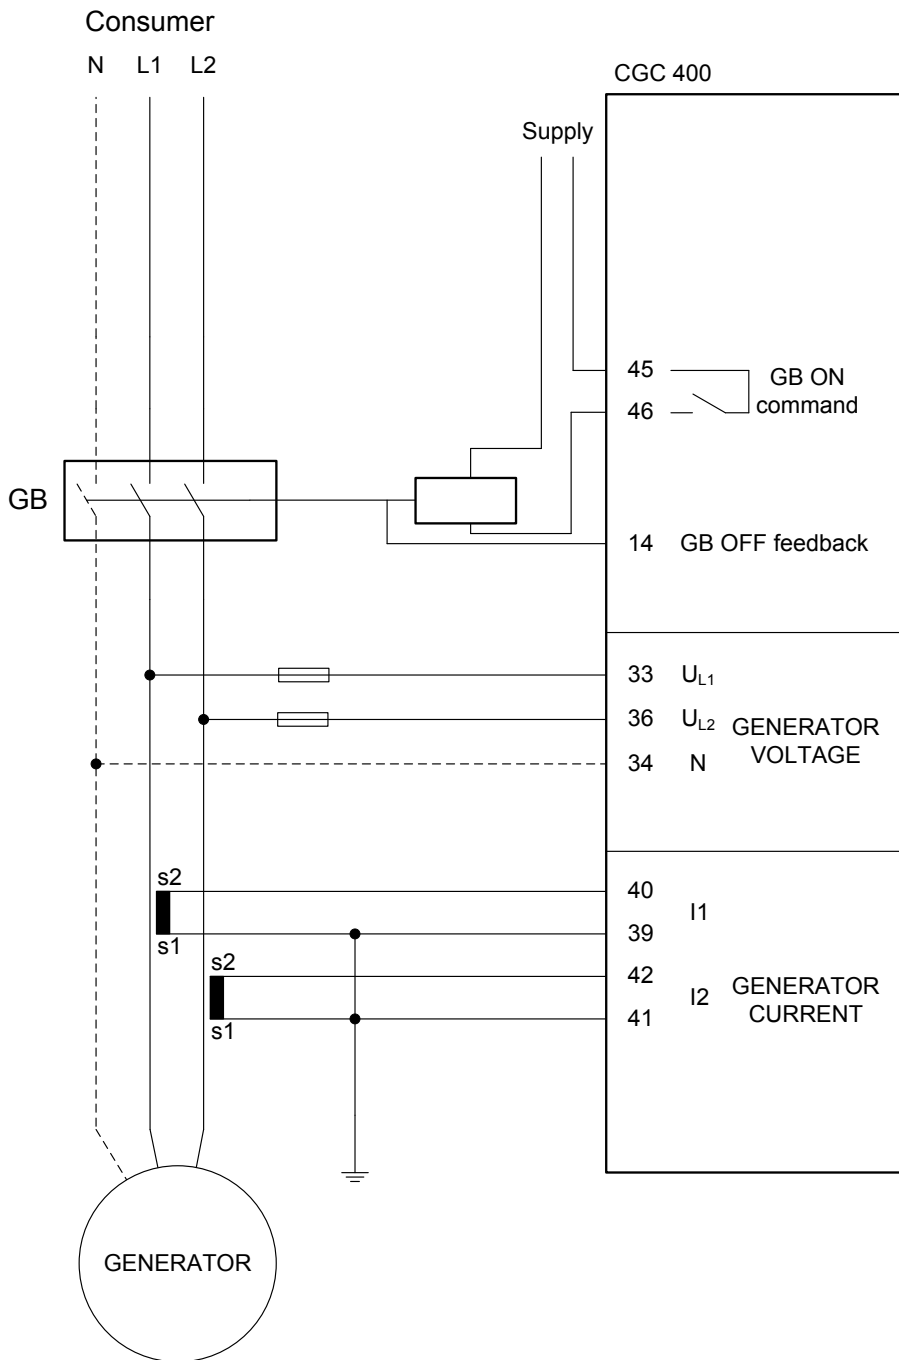 Consumer
N L1 L2
CGC 400
Supply
45
GB ON
46
command
GB
14 GB OFF feedback
33 UL1
36 UL2
GENERATOR
VOLTAGE
34 N
s2
40
I1
s1
39
s2
42
I2
GENERATOR
CURRENT
s1
41
GENERATOR